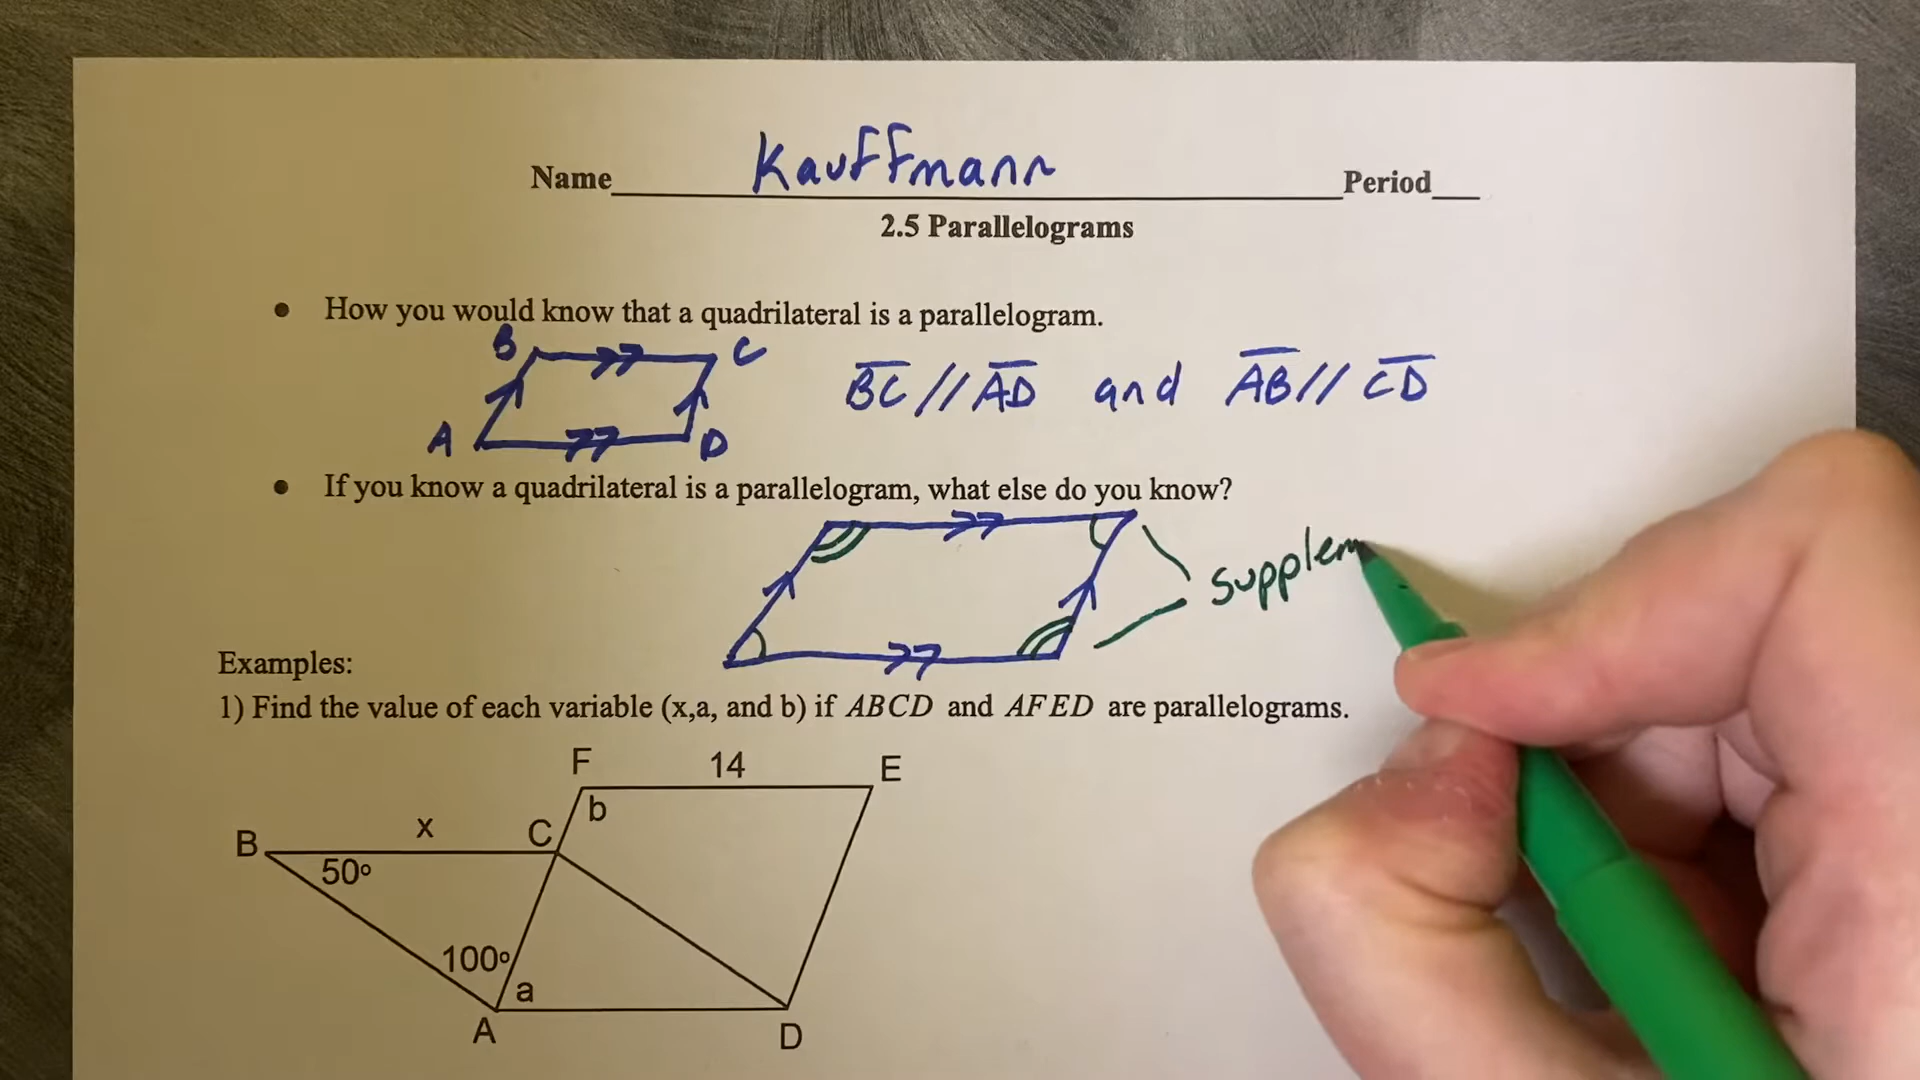 Name Kauffmann Period
2.5 Parallelograms
• How you would know that a quadrilateral is a parallelogram.
B C
A D
BC // AD and AB // CD
• If you know a quadrilateral is a parallelogram, what else do you know?
supplem
Examples:
1) Find the value of each variable (x,a, and b) if ABCD and AFED are parallelograms.
F 14 E
b
B x C
50°
100°
a
A D